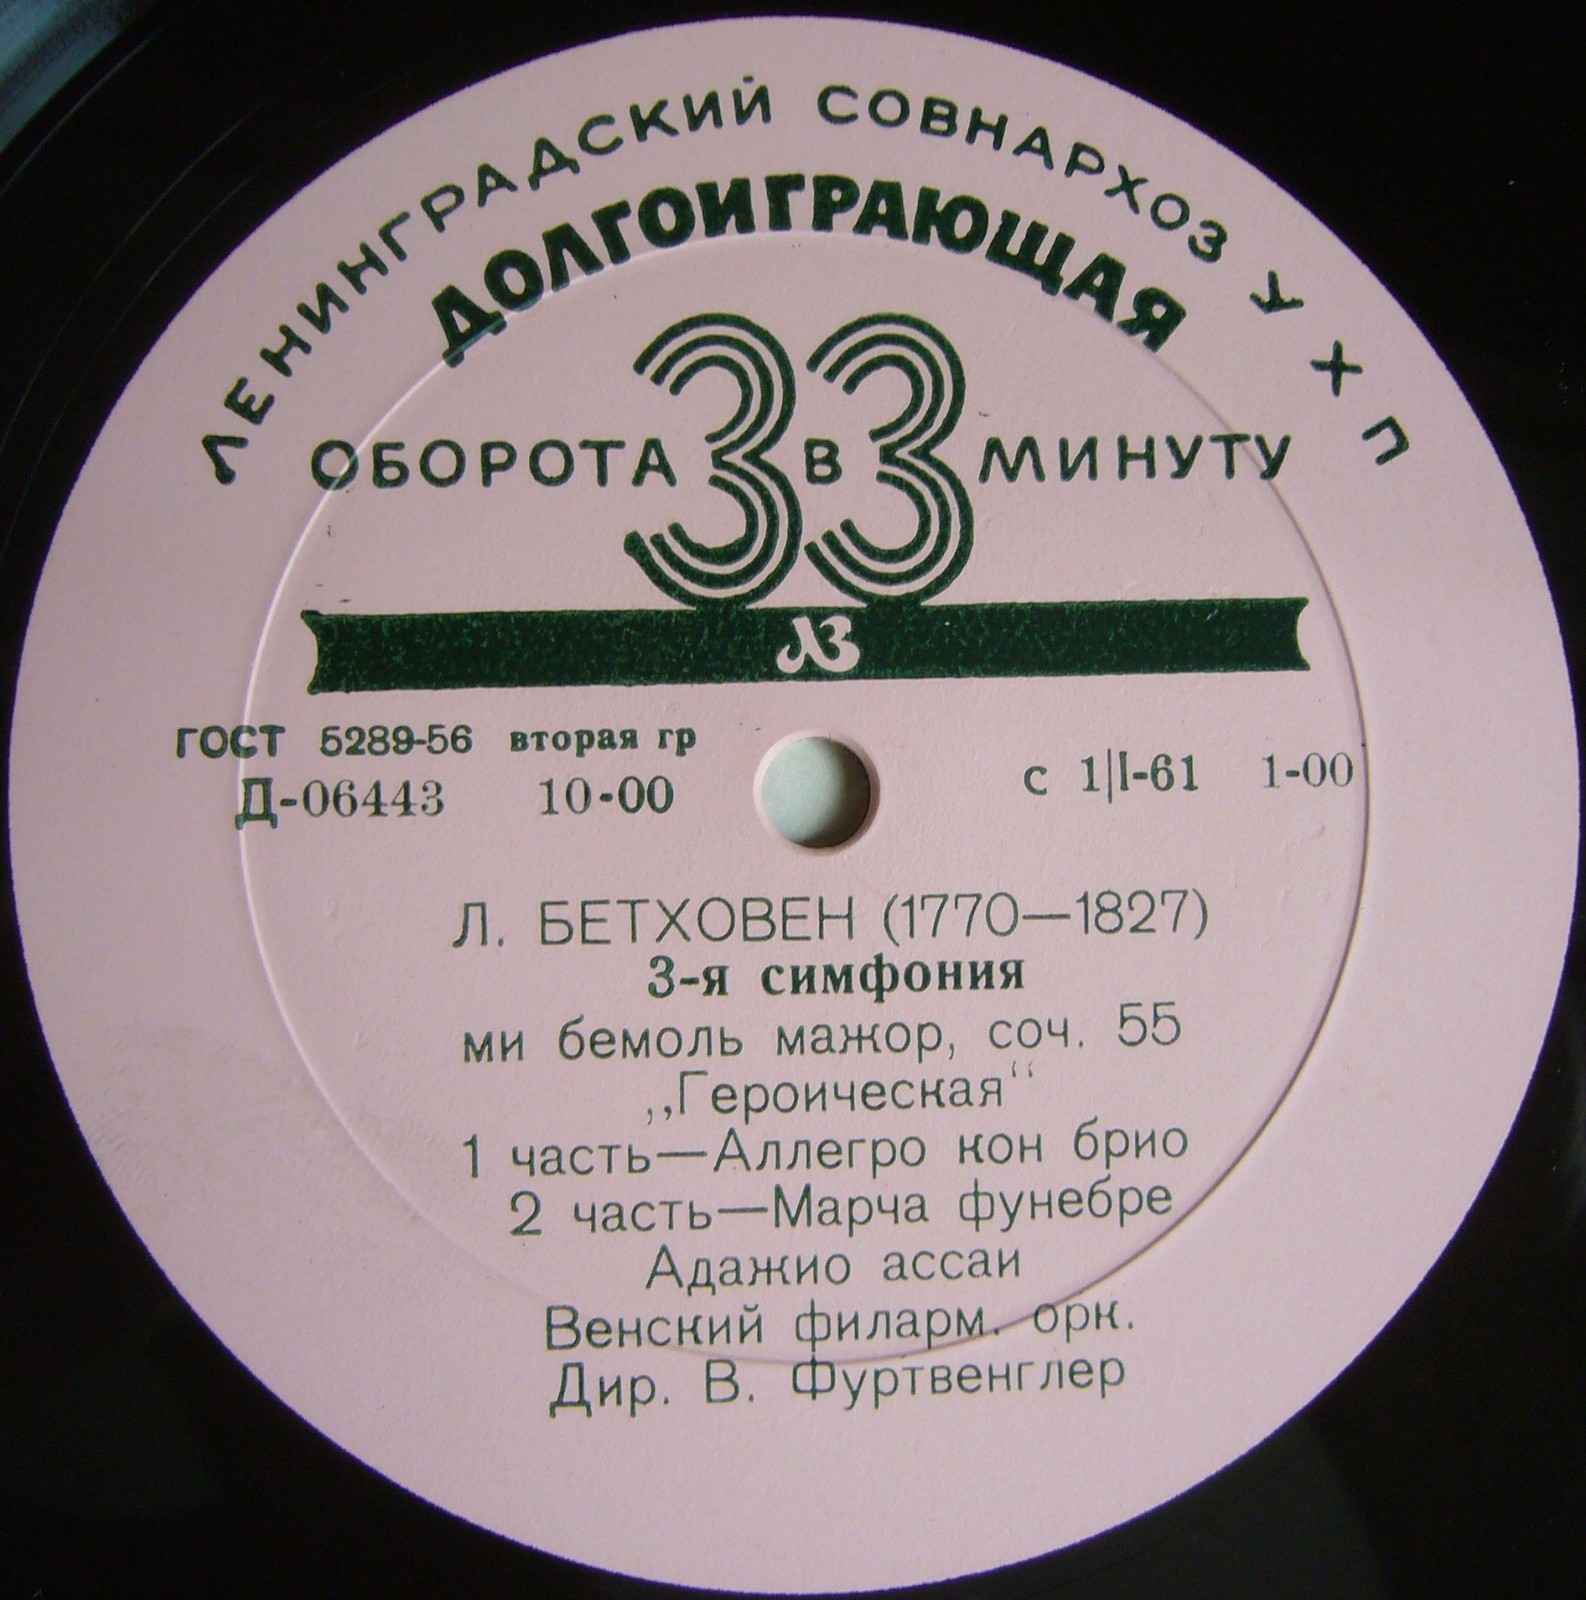 ЛЕНИНГРАДСКИЙ СОВНАРХОЗ УХП
ДОЛГОИГРАЮЩАЯ
33
ОБОРОТА В МИНУТУ
ЛЗ
ГОСТ 5289-56 вторая гр
Д-06443 10-00 с 1|I-61 1-00
Л. БЕТХОВЕН (1770—1827)
3-я симфония
ми бемоль мажор, соч. 55
„Героическая“
1 часть—Аллегро кон брио
2 часть—Марча фунебре
Адажио ассаи
Венский филарм. орк.
Дир. В. Фуртвенглер